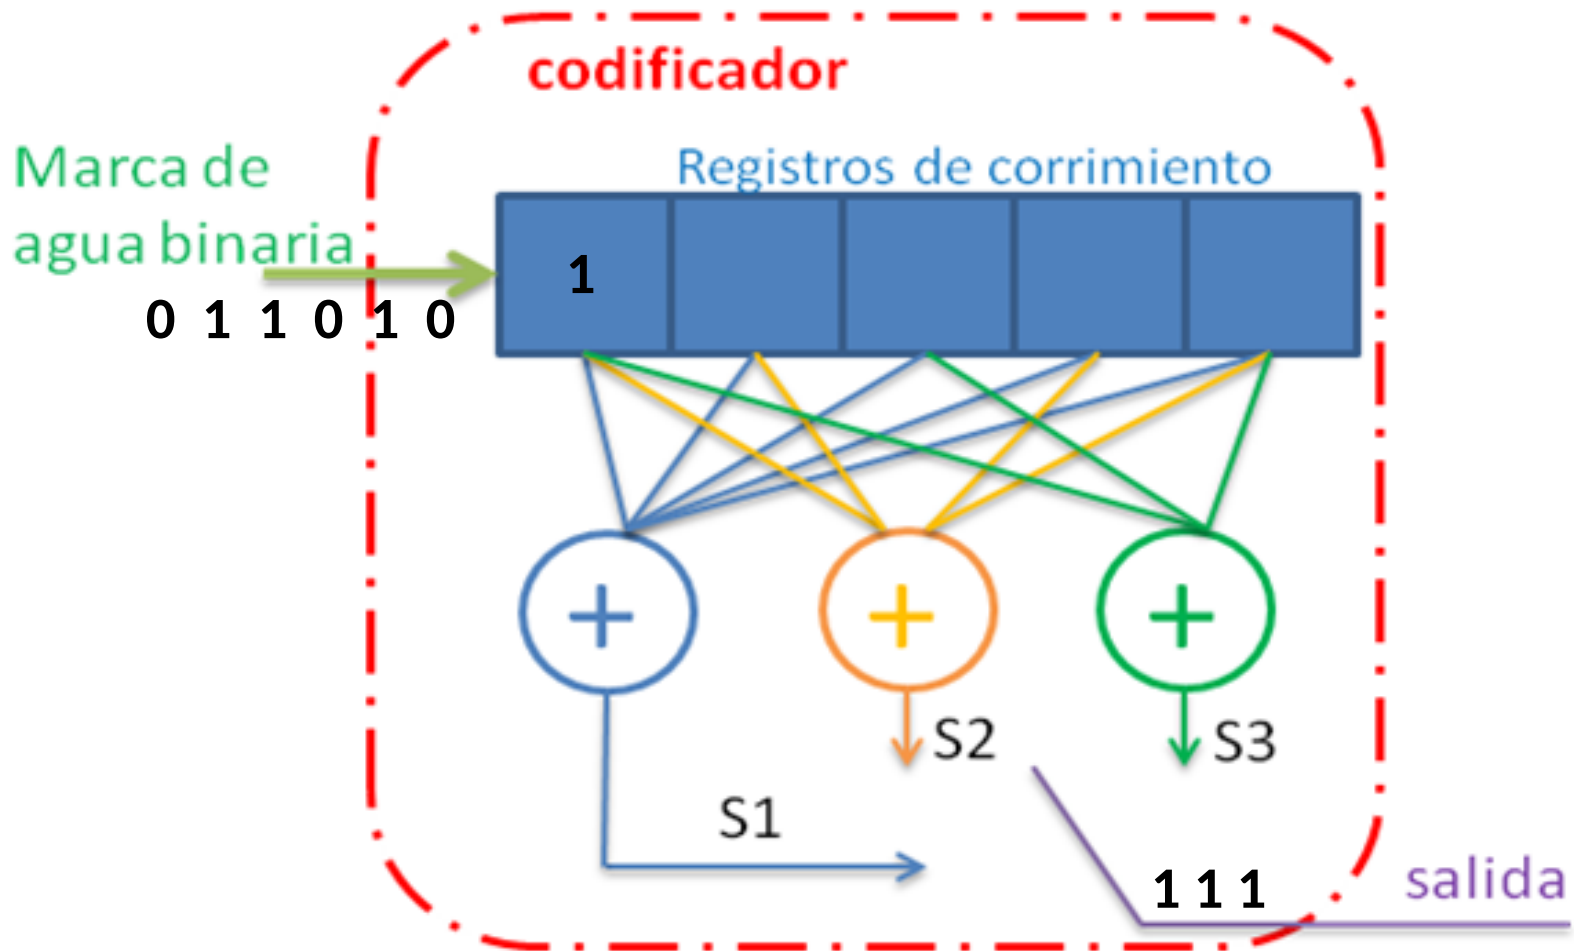 codificador
Marca de
agua binaria
Registros de corrimiento
1
0 1 1 0 1 0
+ + +
S2
S3
S1
1 1 1
salida